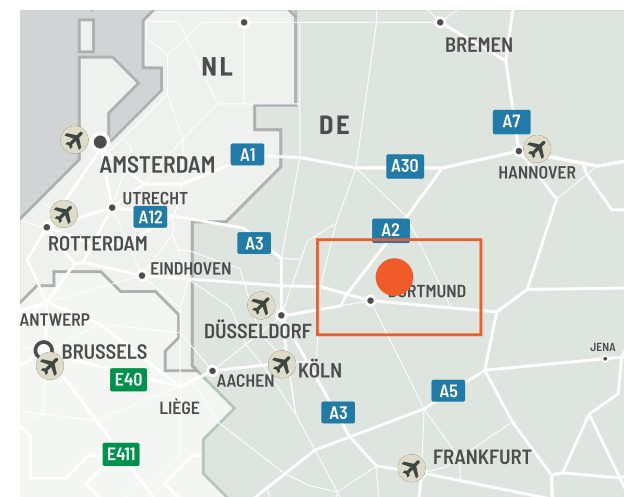 BREMEN
NL
DE
A7
AMSTERDAM
A1
A30
HANNOVER
UTRECHT
A12
A2
ROTTERDAM
A3
EINDHOVEN
DORTMUND
ANTWERP
DÜSSELDORF
BRUSSELS
JENA
KÖLN
E40
AACHEN
A5
LIÈGE
A3
E411
FRANKFURT